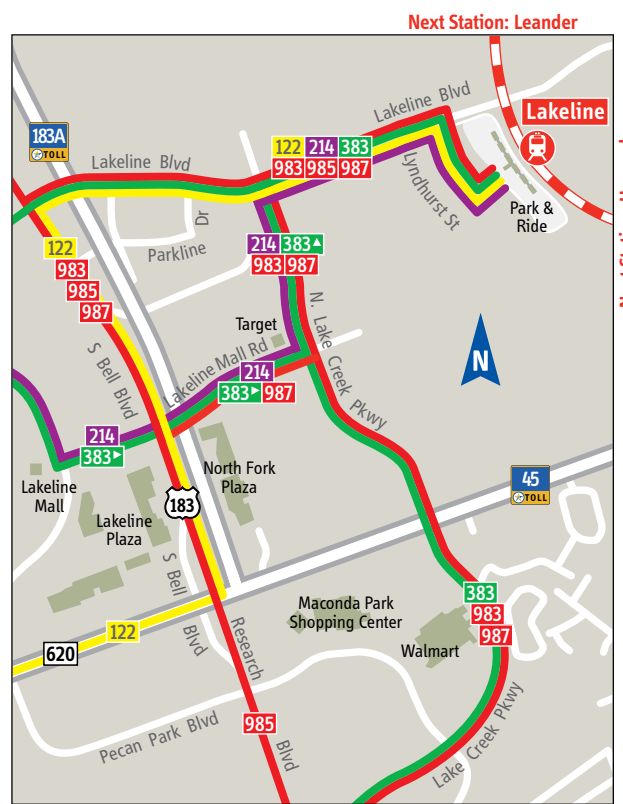 Next Station: Leander
Lakeline Blvd
Lakeline
183A
TOLL
122 214 383
983 985 987
Lakeline Blvd
Lyndhurst St
Park &
Ride
Dr
Parkline
122
983
985
987
214 383
983 987
N. Lake Creek Pkwy
Target
N
S Bell Blvd
Lakeline Mall Rd
214
383 987
214
383
Lakeline
Mall
Lakeline
Plaza
North Fork
Plaza
183
45
TOLL
S Bell
Blvd
383
983
987
Maconda Park
Shopping Center
Walmart
122
620
Research
Blvd
985
Pecan Park Blvd
Lake Creek Pkwy